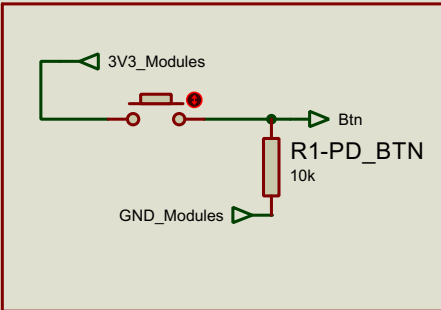 3V3_Modules
Btn
R1-PD_BTN
10k
GND_Modules